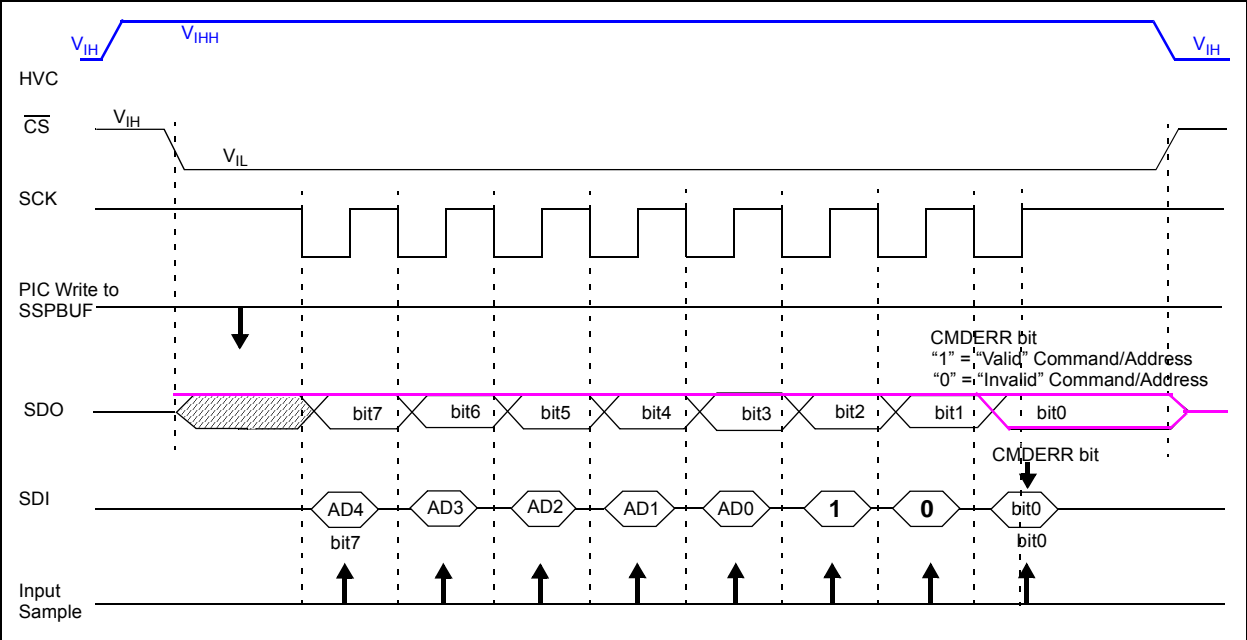 VIH VIHH VIH
HVC
CS VIH
VIL
SCK
PIC Write to
SSPBUF
CMDERR bit
“1” = “Valid” Command/Address
“0” = “Invalid” Command/Address
SDO bit7 bit6 bit5 bit4 bit3 bit2 bit1 bit0
CMDERR bit
SDI AD4 AD3 AD2 AD1 AD0 1 0 bit0
bit7 bit0
Input
Sample